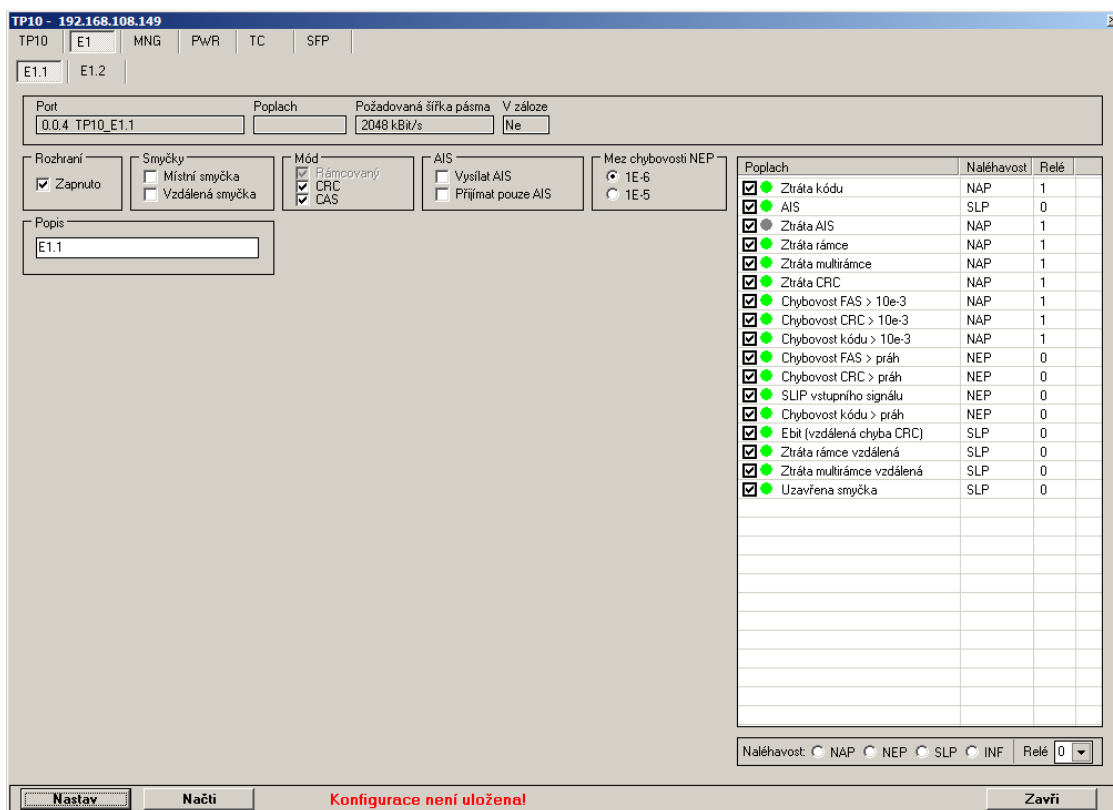 TP10 - 192.168.108.149
TP10 E1 MNG PWR TC SFP
E1.1 E1.2
Port Poplach Požadovaná šířka pásma V záloze
0.0.4 TP10_E1.1 2048 kBit/s Ne
Rozhraní
Zapnuto
Smyčky
Místní smyčka
Vzdálená smyčka
Mód
Rámcovaný
CRC
CAS
AIS
Vysílat AIS
Přijímat pouze AIS
Mez chybovosti NEP
1E-6
1E-5
Popis
E1.1
Poplach Naléhavost Relé
Ztráta kódu NAP 1
AIS SLP 0
Ztráta AIS NAP 1
Ztráta rámce NAP 1
Ztráta multirámce NAP 1
Ztráta CRC NAP 1
Chybovost FAS > 10e-3 NAP 1
Chybovost CRC > 10e-3 NAP 1
Chybovost kódu > 10e-3 NAP 1
Chybovost FAS > práh NEP 0
Chybovost CRC > práh NEP 0
SLIP vstupního signálu NEP 0
Chybovost kódu > práh NEP 0
Ebit (vzdálená chyba CRC) SLP 0
Ztráta rámce vzdálená SLP 0
Ztráta multirámce vzdálená SLP 0
Uzavřena smyčka SLP 0
Naléhavost: NAP NEP SLP INF Relé 0
Nastav Načti Konfigurace není uložena! Zavři